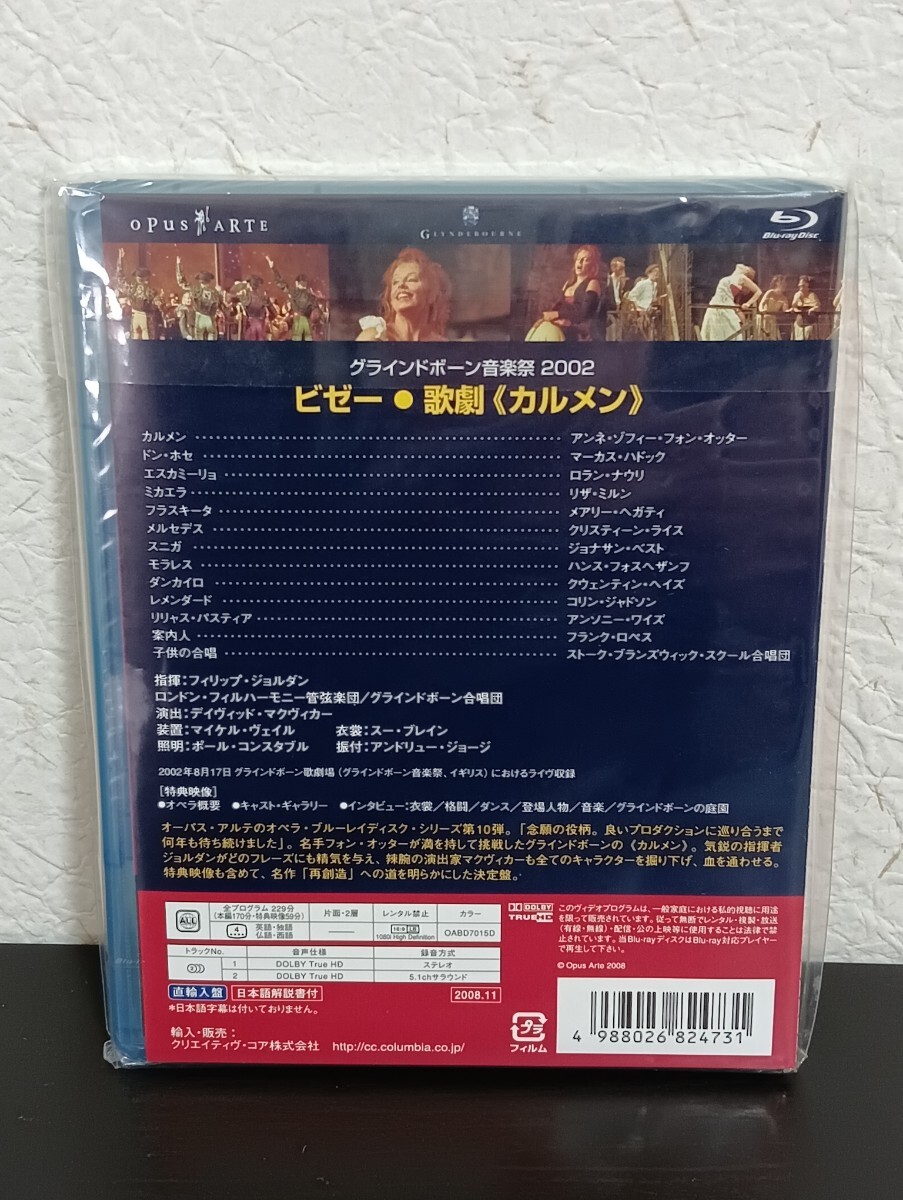 OPUS ARTE
GLYNDEBOURNE
Blu-ray Disc
グラインドボーン音楽祭 2002
ビゼー ● 歌劇《カルメン》
カルメン アンネ・ゾフィー・フォン・オッター
ドン・ホセ マーカス・ハドック
エスカミーリョ ロラン・ナウリ
ミカエラ リザ・ミルン
フラスキータ メアリー・ヘガティ
メルセデス クリスティーン・ライス
スニガ ジョナサン・ベスト
モラレス ハンス・フォスヘザンフ
ダンカイロ クウェンティン・ヘイズ
レメンダード コリン・ジャドソン
リリャス・パスティア アンソニー・ワイズ
案内人 フランク・ロペス
子供の合唱 ストーク・ブランズウィック・スクール合唱団
指揮：フィリップ・ジョルダン
ロンドン・フィルハーモニー管弦楽団／グラインドボーン合唱団
演出：デイヴィッド・マクヴィカー
装置：マイケル・ヴェイル 衣裳：スー・ブレイン
照明：ポール・コンスタブル 振付：アンドリュー・ジョージ
2002年8月17日 グラインドボーン歌劇場（グラインドボーン音楽祭、イギリス）におけるライヴ収録
［特典映像］
●オペラ概要 ●キャスト・ギャラリー ●インタビュー：衣裳／格闘／ダンス／登場人物／音楽／グラインドボーンの庭園
オーパス・アルテのオペラ・ブルーレイディスク・シリーズ第10弾。「念願の役柄。良いプロダクションに巡り合うまで
何年も待ち続けました」。名手フォン・オッターが満を持して挑戦したグラインドボーンの《カルメン》。気鋭の指揮者
ジョルダンがどのフレーズにも精気を与え、辣腕の演出家マクヴィカーも全てのキャラクターを掘り下げ、血を通わせる。
特典映像も含めて、名作「再創造」への道を明らかにした決定盤。
ALL
全プログラム 229分
（本編170分・特典映像59分）
片面・2層
レンタル禁止
カラー
4
英語・独語
仏語・西語
16:9 LB
1080i High Definition
OABD7015D
トラックNo. 音声仕様 録音方式
1 DOLBY True HD ステレオ
2 DOLBY True HD 5.1chサラウンド
DOLBY
TRUEHD
このヴィデオプログラムは、一般家庭における私的視聴に用途
を限って販売されています。従って無断でレンタル・複製・放送
（有線・無線）・配信・公の上映等に使用することは法律で禁
止されています。当Blu-rayディスクはBlu-ray対応プレイヤー
で再生して下さい。
© Opus Arte 2008
直輸入盤 日本語解説書付 2008.11
＊日本語字幕は付いておりません。
輸入・販売：
クリエイティヴ・コア株式会社 http://cc.columbia.co.jp/
プラ
フィルム
4 988026 824731